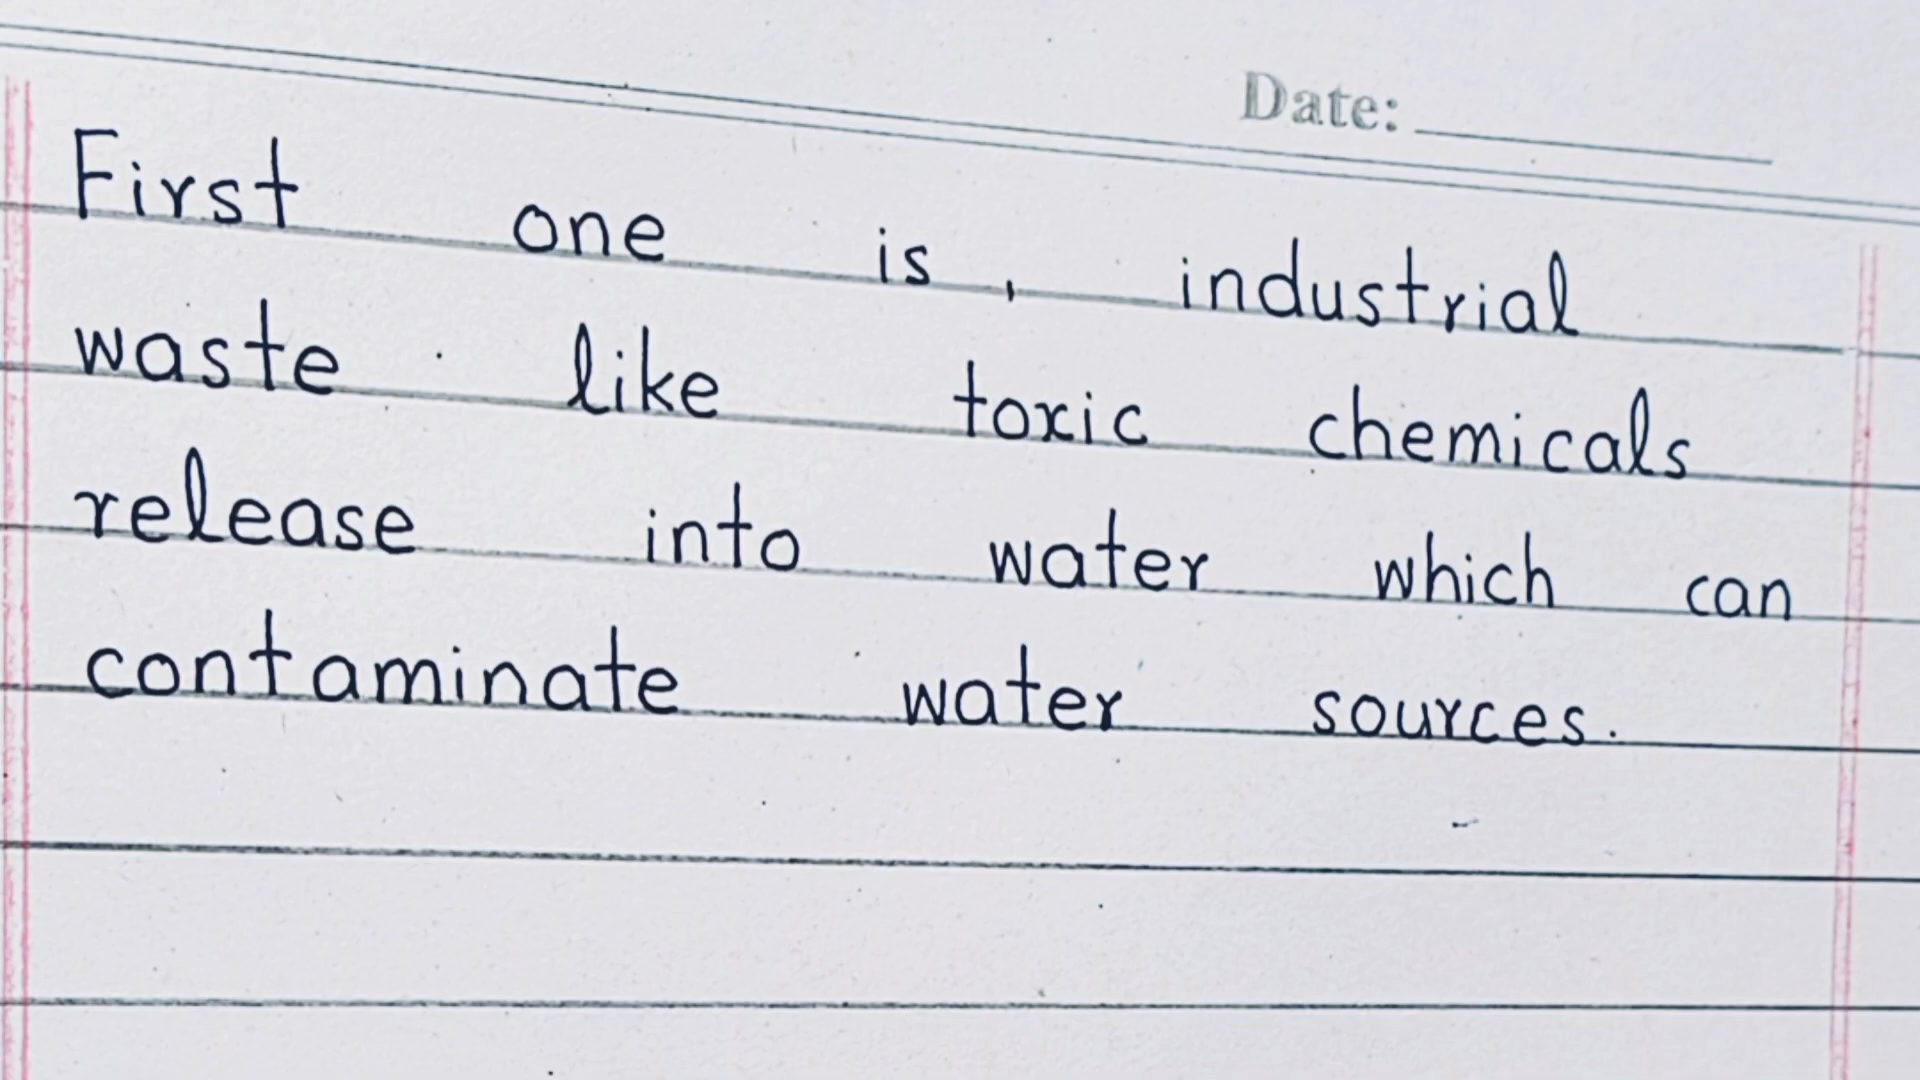 Date:
First one is, industrial
waste like toxic chemicals
release into water which can
contaminate water sources.